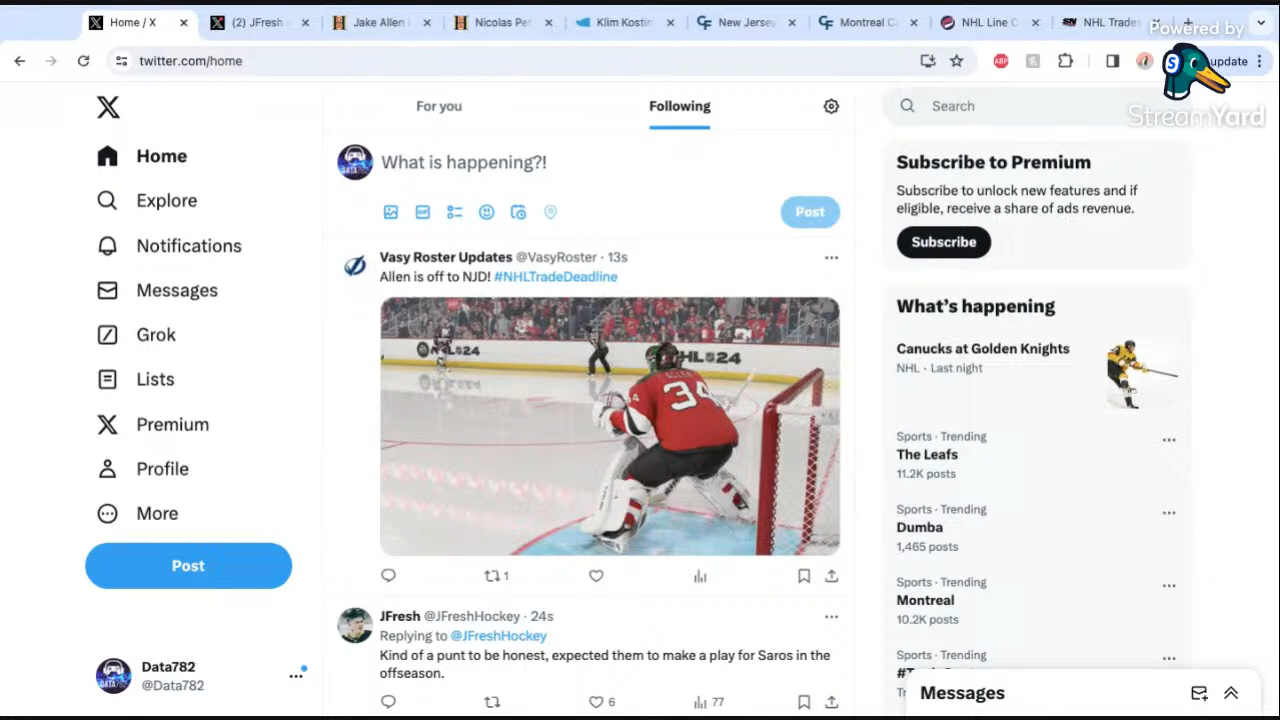 Home / X
(2) JFresh
Jake Allen
Nicolas Pet
Klim Kostin
New Jersey
Montreal C
NHL Line C
NHL Trades
Powered by
twitter.com/home
ABP
update
StreamYard
For you
Following
Search
Home
Explore
Notifications
Messages
Grok
Lists
Premium
Profile
More
Post
Data782
@Data782
What is happening?!
Post
Vasy Roster Updates @VasyRoster · 13s
Allen is off to NJD! #NHLTradeDeadline
NHL 24
NHL 24
ALLEN
34
1
JFresh @JFreshHockey · 24s
Replying to @JFreshHockey
Kind of a punt to be honest, expected them to make a play for Saros in the
offseason.
6
77
Subscribe to Premium
Subscribe to unlock new features and if
eligible, receive a share of ads revenue.
Subscribe
What's happening
Canucks at Golden Knights
NHL · Last night
Sports · Trending
The Leafs
11.2K posts
Sports · Trending
Dumba
1,465 posts
Sports · Trending
Montreal
10.2K posts
Sports · Trending
Messages